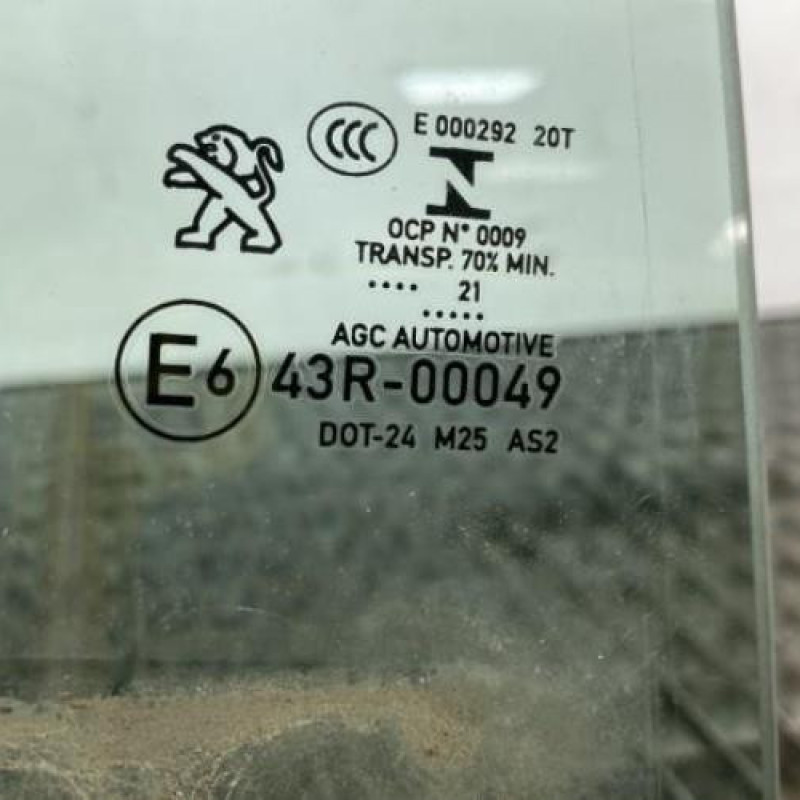 CCC
E 000292 20T
N
OCP N° 0009
TRANSP. 70% MIN.
.... 21
.....
AGC AUTOMOTIVE
E6 43R-00049
DOT-24 M25 AS2